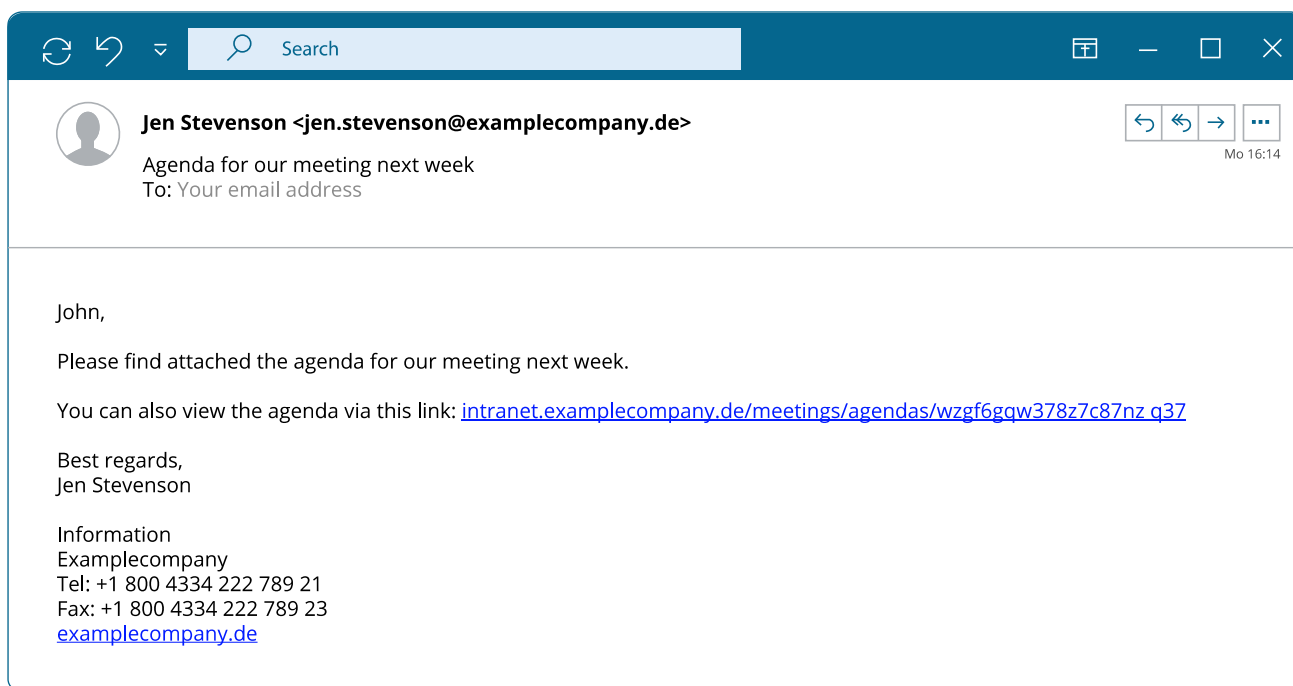 Search
Jen Stevenson <jen.stevenson@examplecompany.de>
Mo 16:14
Agenda for our meeting next week
To: Your email address
John,
Please find attached the agenda for our meeting next week.
You can also view the agenda via this link: intranet.examplecompany.de/meetings/agendas/wzgf6gqw378z7c87nz q37
Best regards,
Jen Stevenson
Information
Examplecompany
Tel: +1 800 4334 222 789 21
Fax: +1 800 4334 222 789 23
examplecompany.de